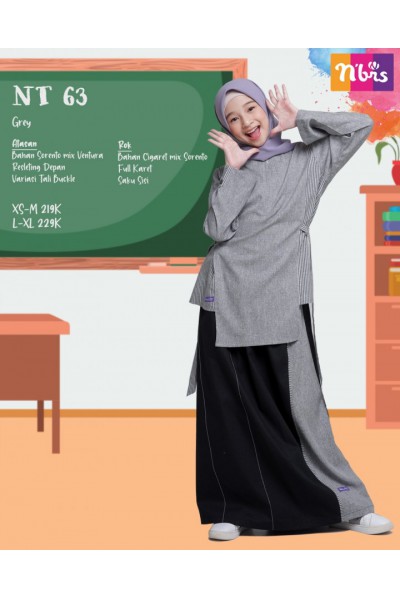 N'brs
NT 63
Grey
Atasan
Bahan Sorento mix Ventura
Resleting Depan
Variasi Tali Buckle
Rok
Bahan Cigaret mix Sorento
Full Karet
Saku Sisi
XS-M 219K
L-XL 229K